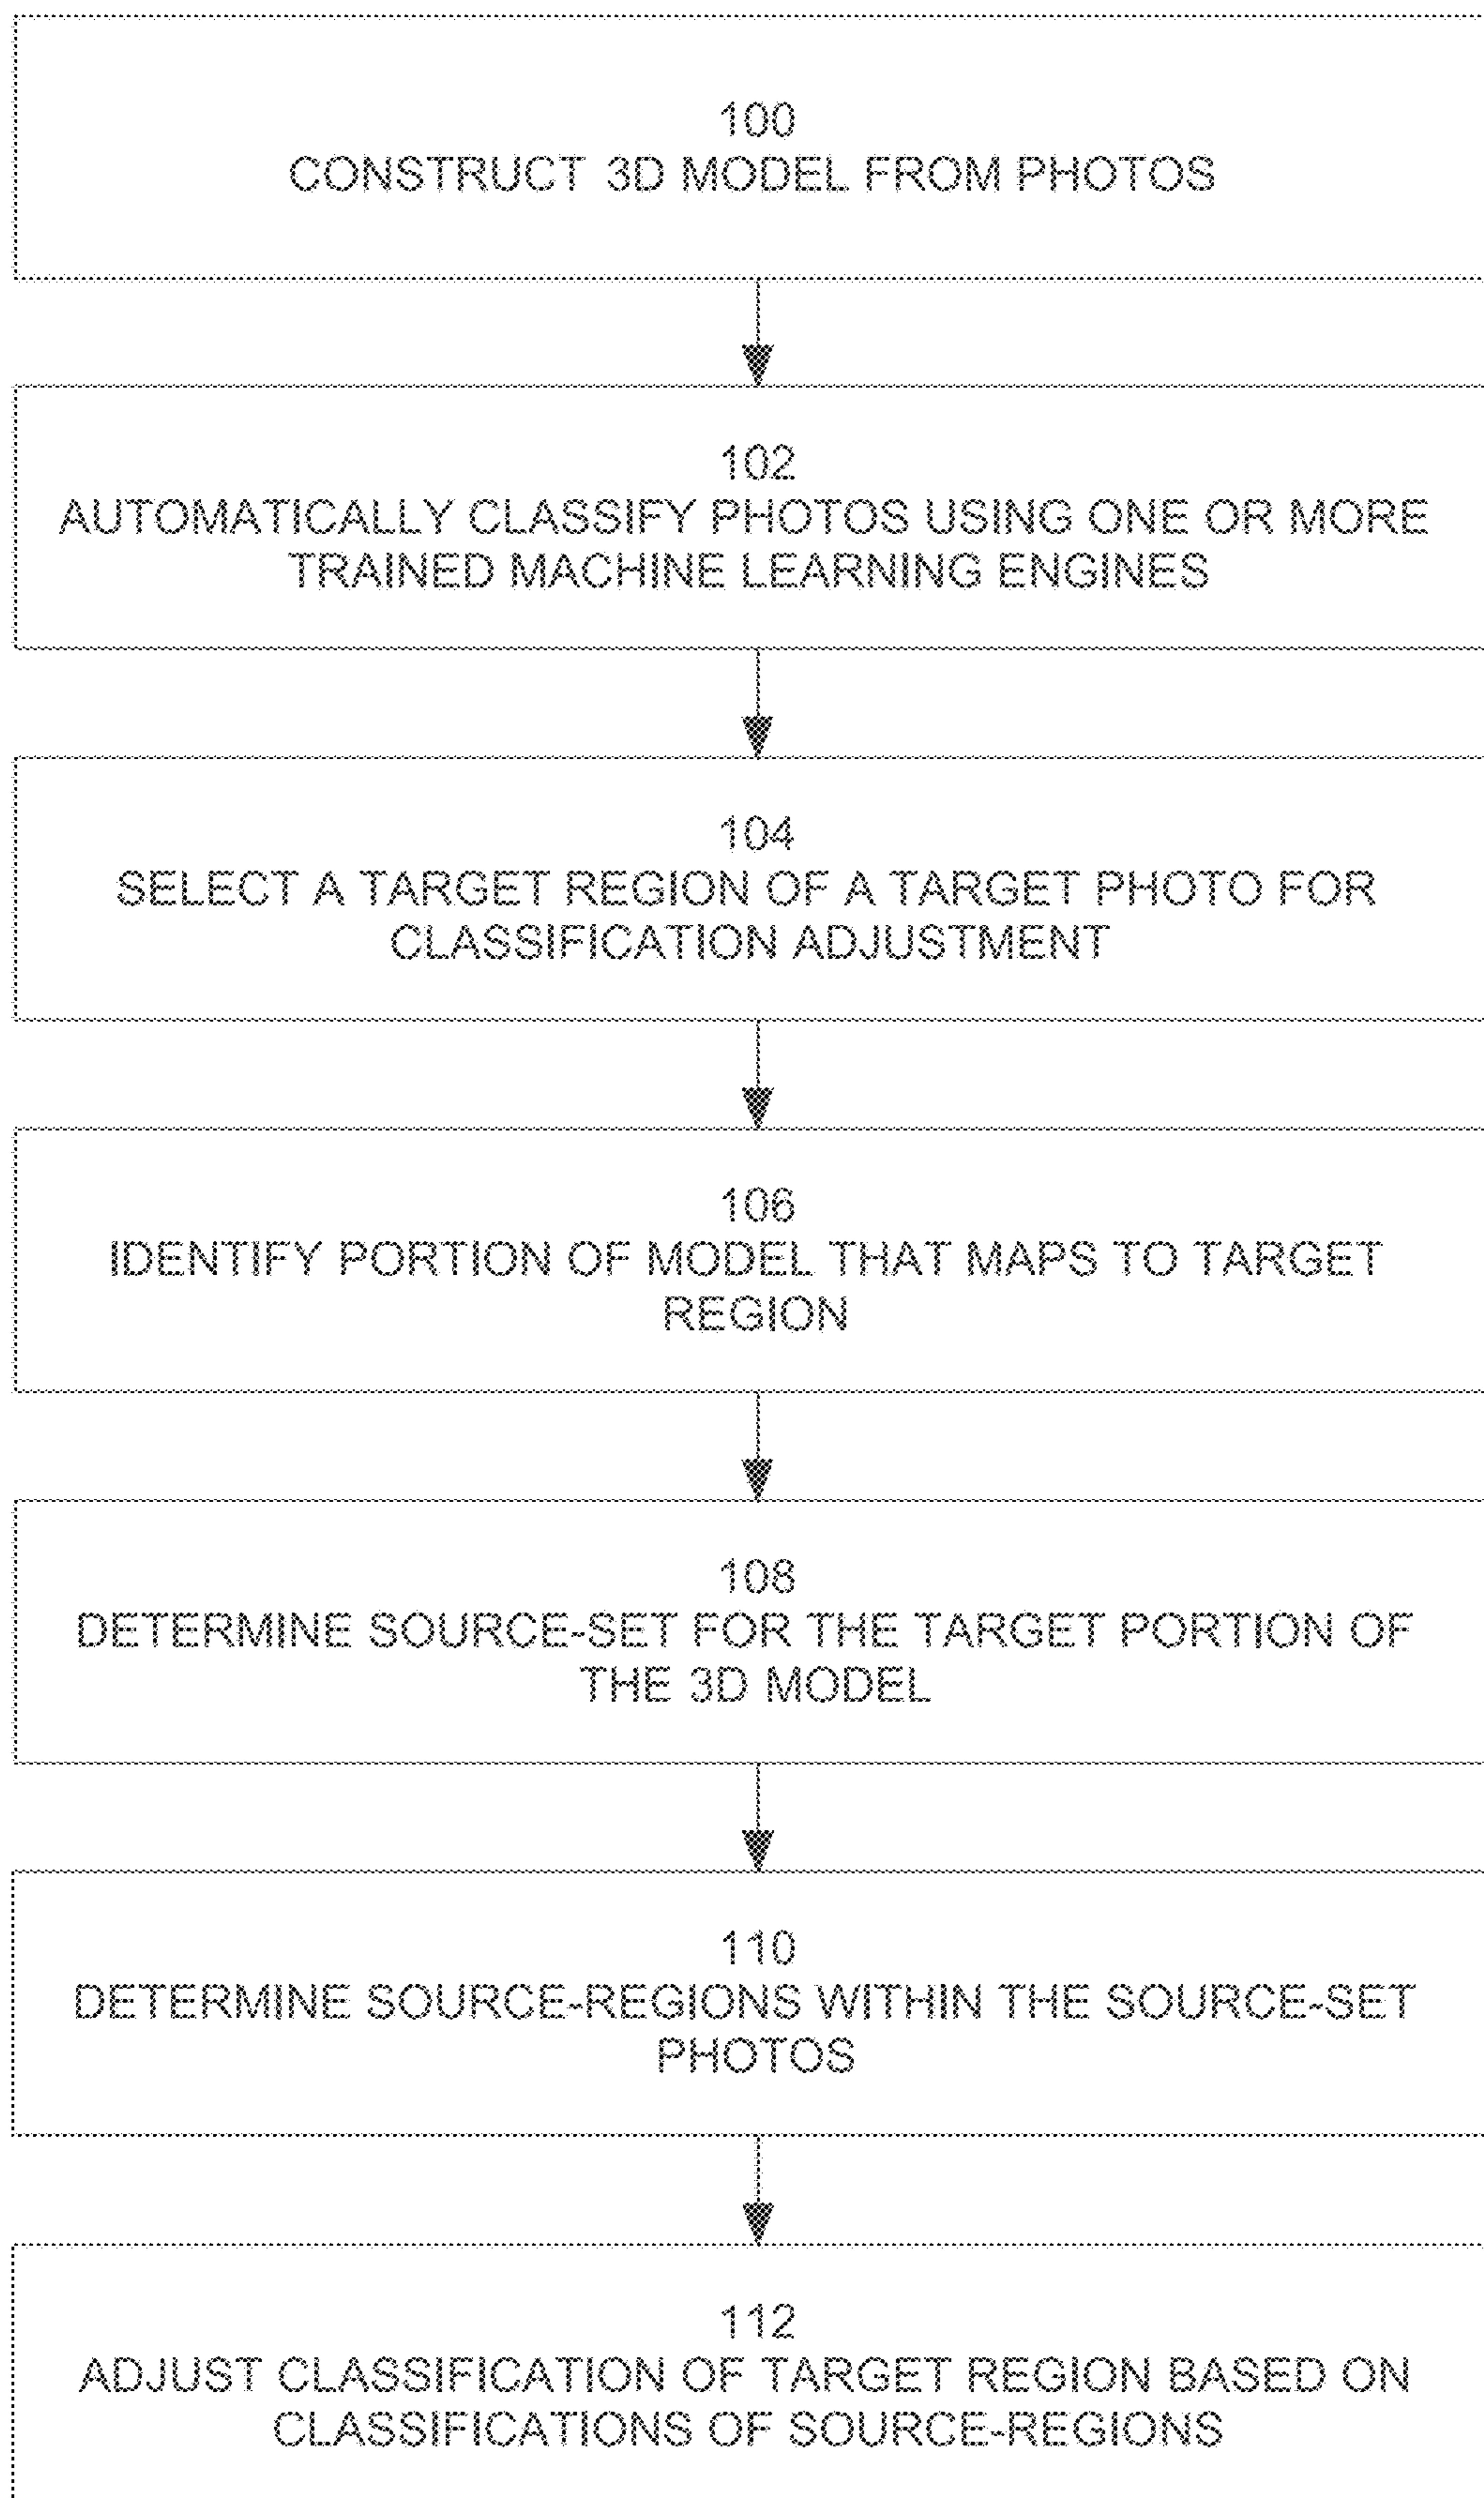 100
CONSTRUCT 3D MODEL FROM PHOTOS
102
AUTOMATICALLY CLASSIFY PHOTOS USING ONE OR MORE
TRAINED MACHINE LEARNING ENGINES
104
SELECT A TARGET REGION OF A TARGET PHOTO FOR
CLASSIFICATION ADJUSTMENT
106
IDENTIFY PORTION OF MODEL THAT MAPS TO TARGET
REGION
108
DETERMINE SOURCE-SET FOR THE TARGET PORTION OF
THE 3D MODEL
110
DETERMINE SOURCE-REGIONS WITHIN THE SOURCE-SET
PHOTOS
112
ADJUST CLASSIFICATION OF TARGET REGION BASED ON
CLASSIFICATIONS OF SOURCE-REGIONS